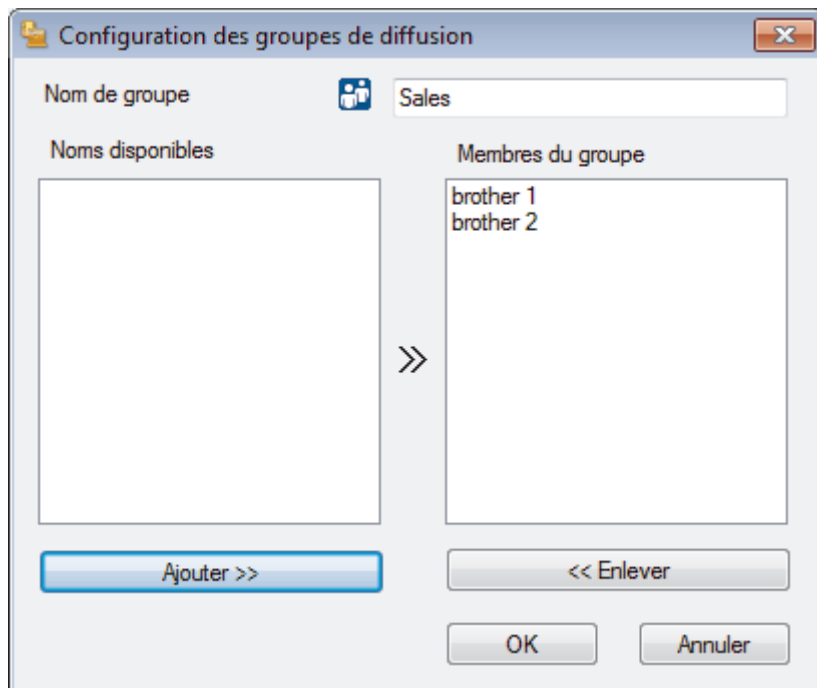 Configuration des groupes de diffusion
Nom de groupe
Sales
Noms disponibles
Membres du groupe
brother 1
brother 2
Ajouter >>
<< Enlever
OK
Annuler